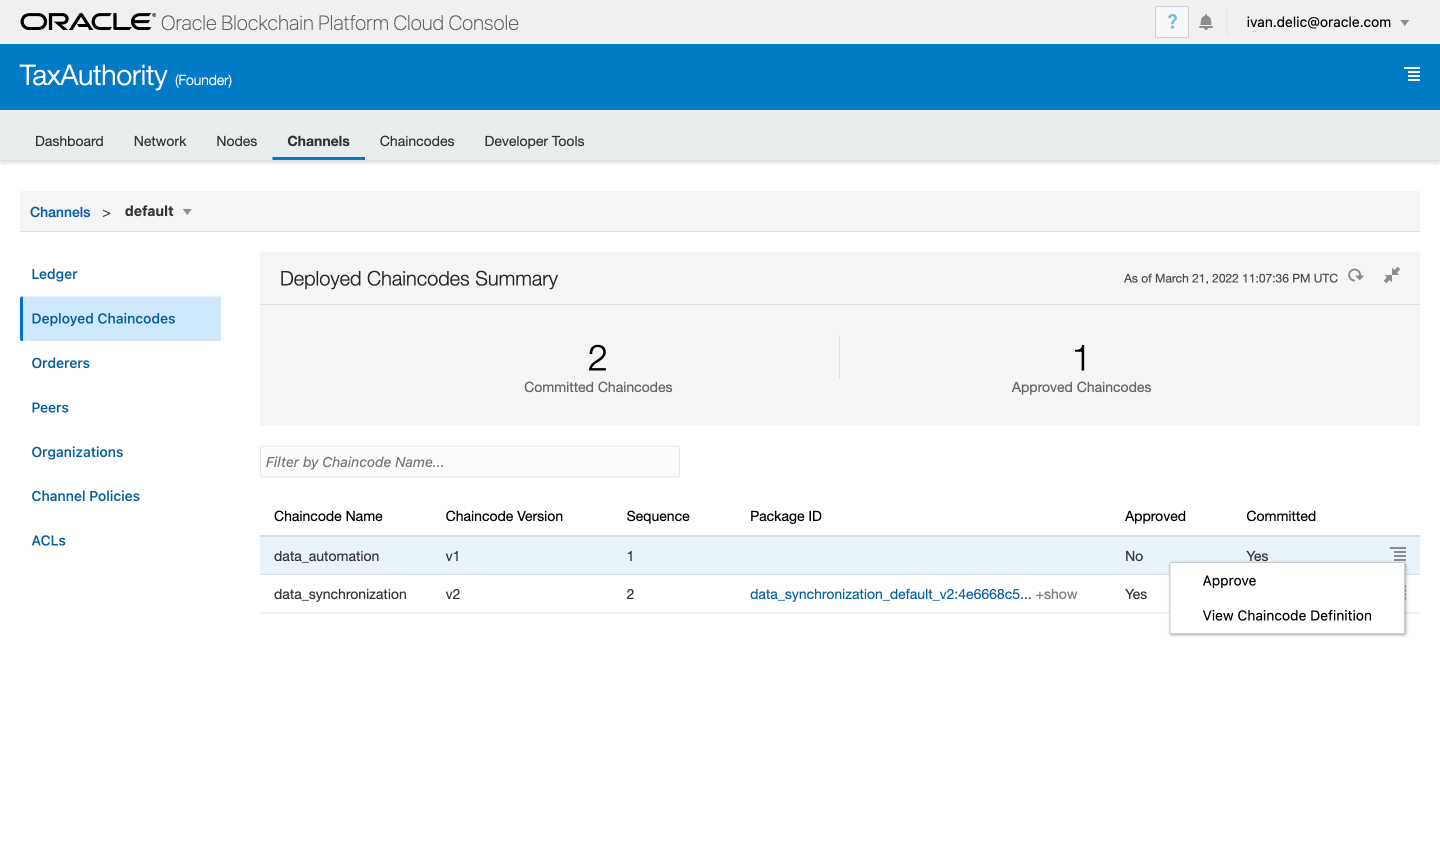 ORACLE® Oracle Blockchain Platform Cloud Console ? ivan.delic@oracle.com
TaxAuthority (Founder)
Dashboard Network Nodes Channels Chaincodes Developer Tools
Channels > default
Ledger
Deployed Chaincodes
Orderers
Peers
Organizations
Channel Policies
ACLs
Deployed Chaincodes Summary As of March 21, 2022 11:07:36 PM UTC
2 1
Committed Chaincodes Approved Chaincodes
Filter by Chaincode Name...
Chaincode Name Chaincode Version Sequence Package ID Approved Committed
data_automation v1 1 No Yes
data_synchronization v2 2 data_synchronization_default_v2:4e6668c5... +show Yes
Approve
View Chaincode Definition